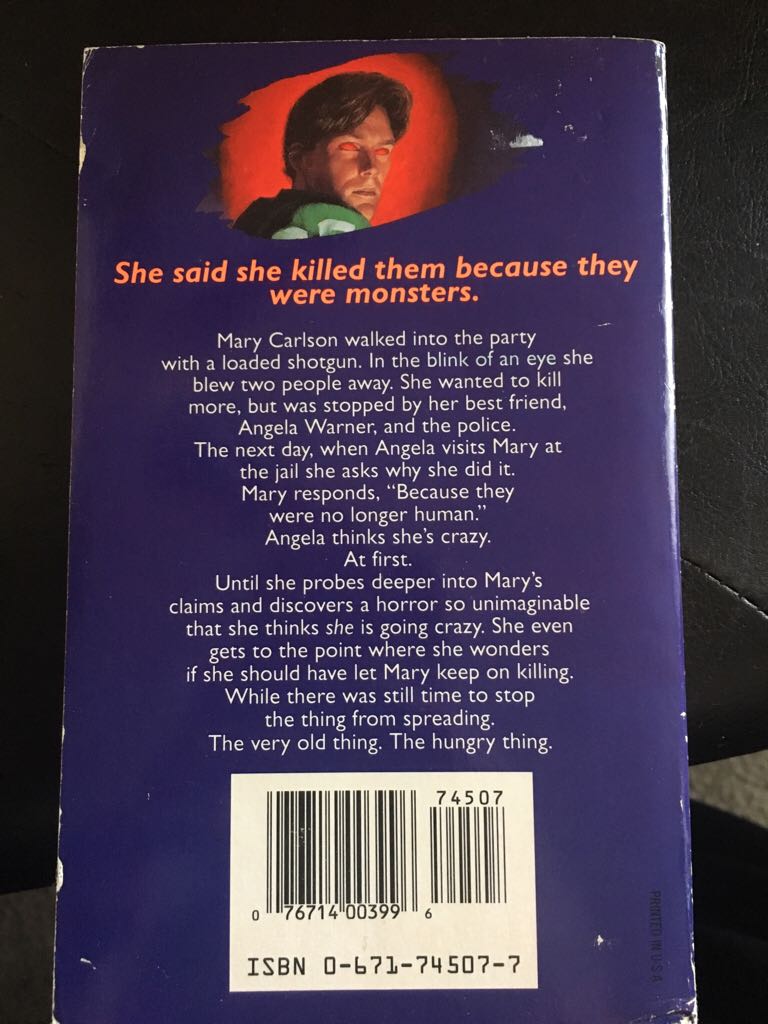 She said she killed them because they
were monsters.
Mary Carlson walked into the party
with a loaded shotgun. In the blink of an eye she
blew two people away. She wanted to kill
more, but was stopped by her best friend,
Angela Warner, and the police.
The next day, when Angela visits Mary at
the jail she asks why she did it.
Mary responds, “Because they
were no longer human.”
Angela thinks she’s crazy.
At first.
Until she probes deeper into Mary’s
claims and discovers a horror so unimaginable
that she thinks she is going crazy. She even
gets to the point where she wonders
if she should have let Mary keep on killing.
While there was still time to stop
the thing from spreading.
The very old thing. The hungry thing.
74507
0 76714 00399 6
ISBN 0-671-74507-7
PRINTED IN U.S.A.